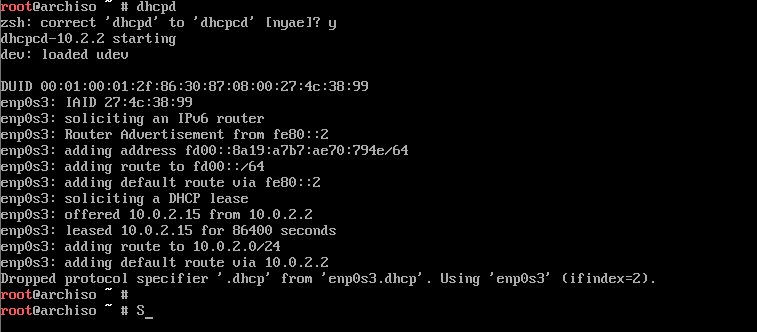 root@archiso ~ # dhcpd
zsh: correct 'dhcpd' to 'dhcpcd' [nyae]? y
dhcpcd-10.2.2 starting
dev: loaded udev

DUID 00:01:00:01:2f:86:30:87:08:00:27:4c:38:99
enp0s3: IAID 27:4c:38:99
enp0s3: soliciting an IPv6 router
enp0s3: Router Advertisement from fe80::2
enp0s3: adding address fd00::8a19:a7b7:ae70:794e/64
enp0s3: adding route to fd00::/64
enp0s3: adding default route via fe80::2
enp0s3: soliciting a DHCP lease
enp0s3: offered 10.0.2.15 from 10.0.2.2
enp0s3: leased 10.0.2.15 for 86400 seconds
enp0s3: adding route to 10.0.2.0/24
enp0s3: adding default route via 10.0.2.2
Dropped protocol specifier '.dhcp' from 'enp0s3.dhcp'. Using 'enp0s3' (ifindex=2).
root@archiso ~ #
root@archiso ~ # S_